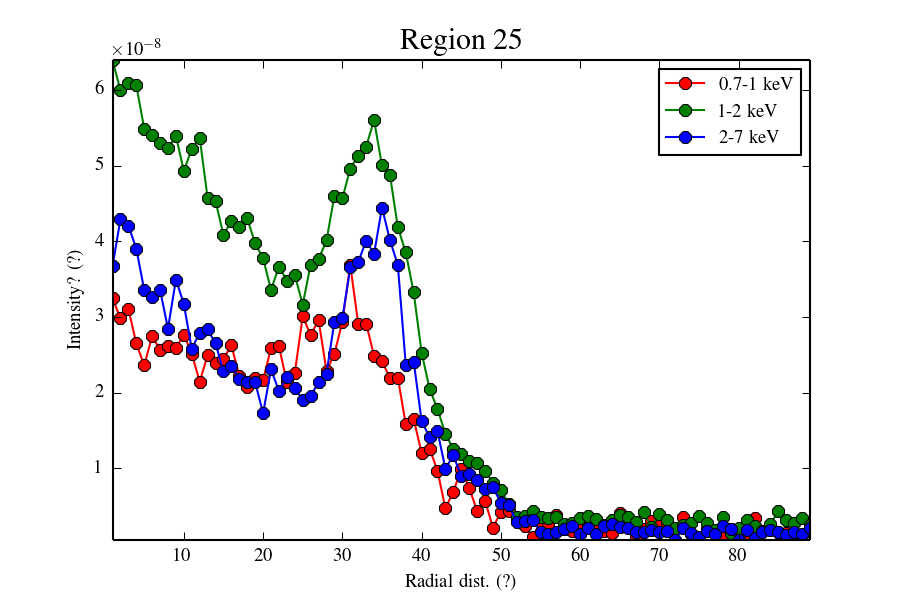 Region 25
×10⁻⁸
0.7-1 keV
1-2 keV
2-7 keV
6
5
4
3
2
1
Intensity? (?)
10 20 30 40 50 60 70 80
Radial dist. (?)